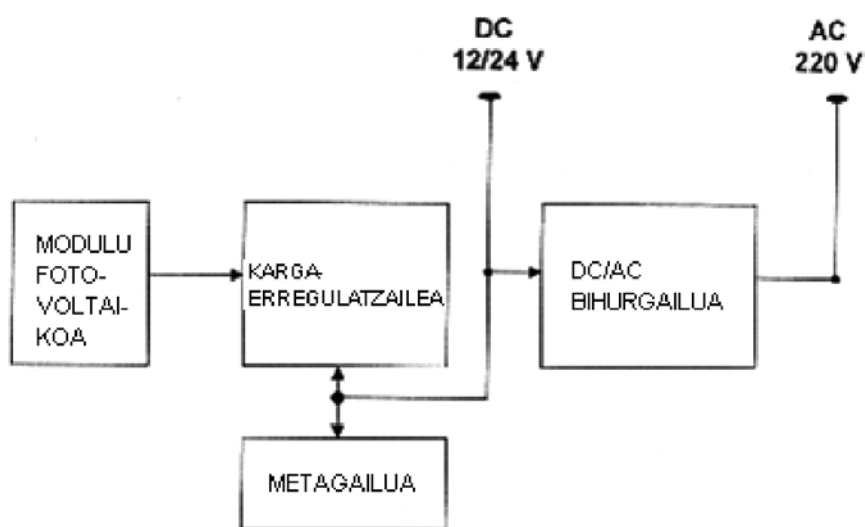 DC
12/24 V
AC
220 V
MODULU
FOTO-
VOLTAI-
KOA
KARGA-
ERREGULATZAILEA
DC/AC
BIHURGAILUA
METAGAILUA